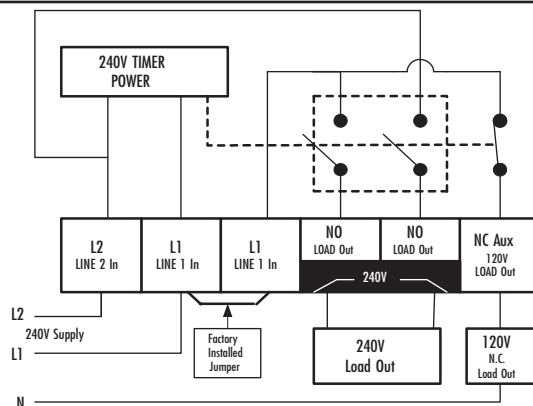 240V TIMER
POWER
L2
LINE 2 In
L1
LINE 1 In
L1
LINE 1 In
NO
LOAD Out
NO
LOAD Out
NC Aux
120V
LOAD Out
240V
L2
240V Supply
L1
N
Factory
Installed
Jumper
240V
Load Out
120V
N.C.
Load Out